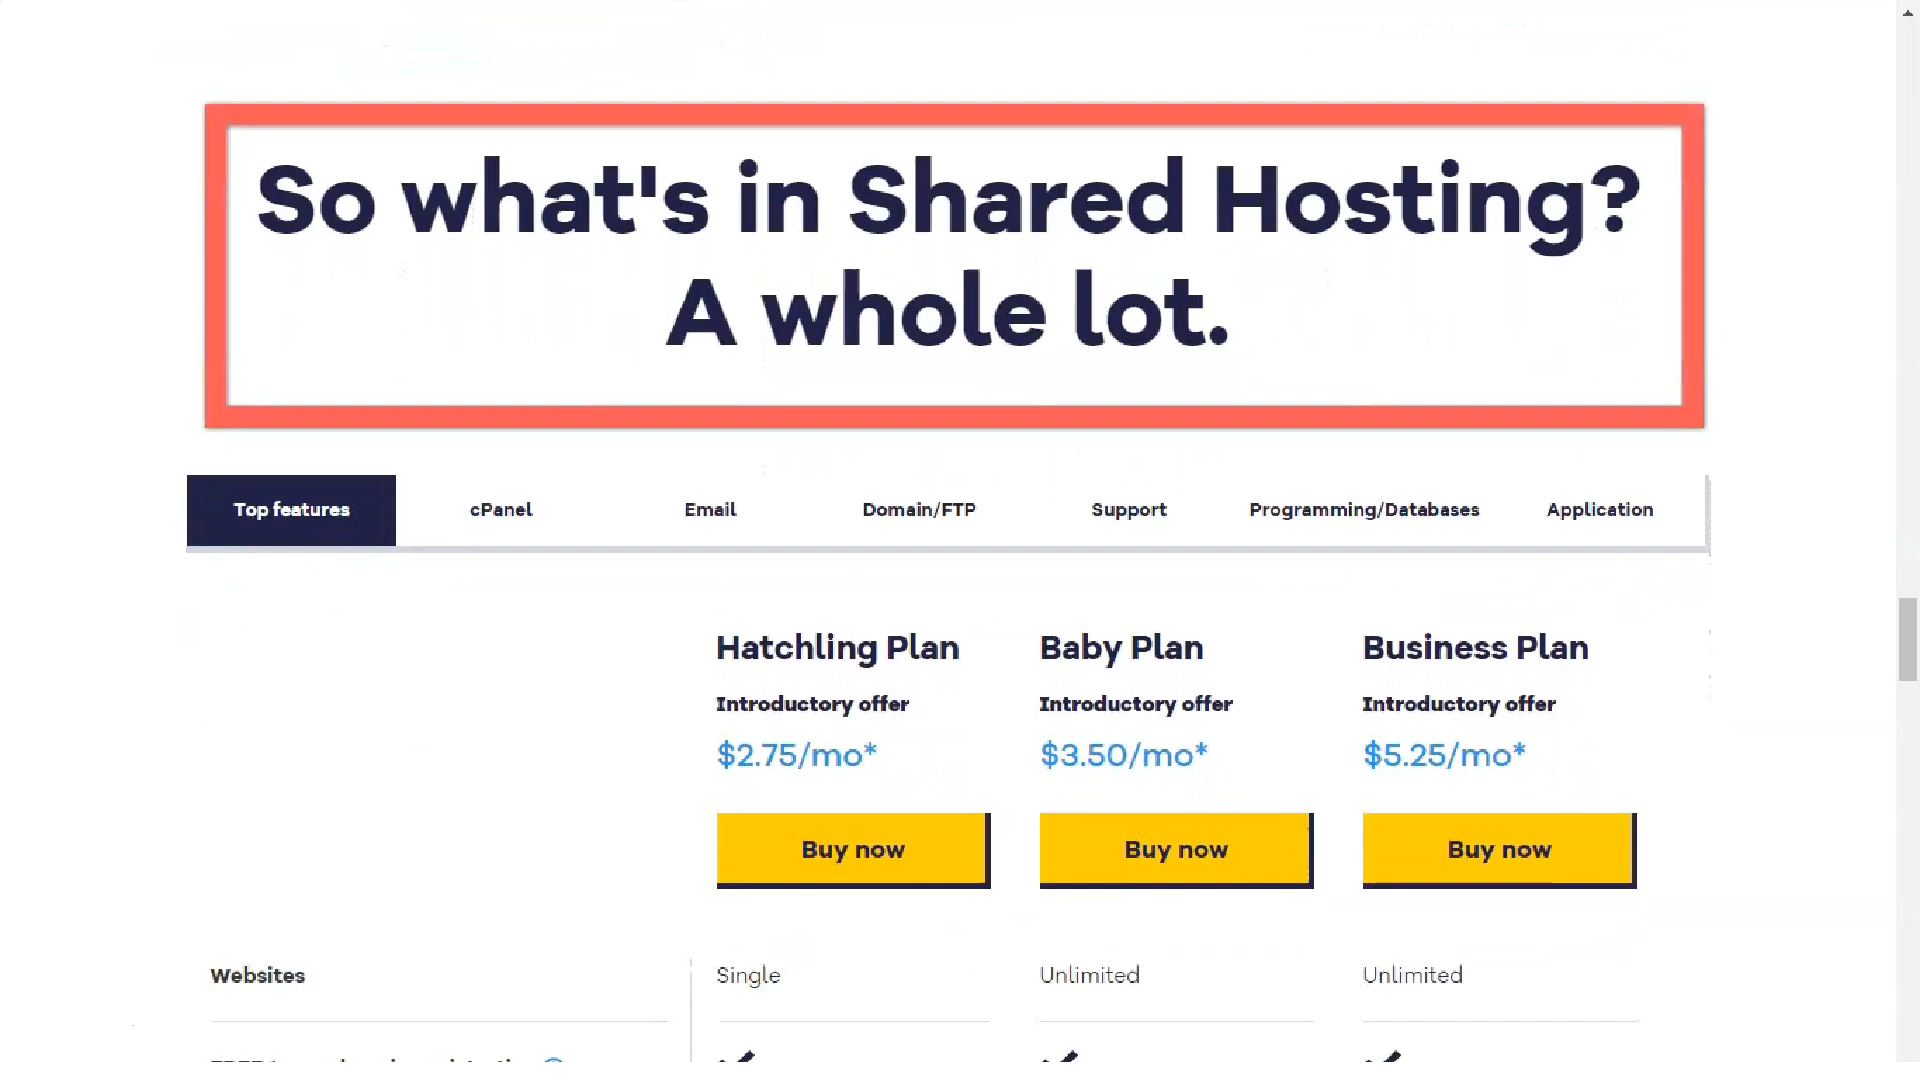 So what's in Shared Hosting?
A whole lot.
Top features cPanel Email Domain/FTP Support Programming/Databases Application
Hatchling Plan Baby Plan Business Plan
Introductory offer Introductory offer Introductory offer
$2.75/mo* $3.50/mo* $5.25/mo*
Buy now Buy now Buy now
Websites Single Unlimited Unlimited